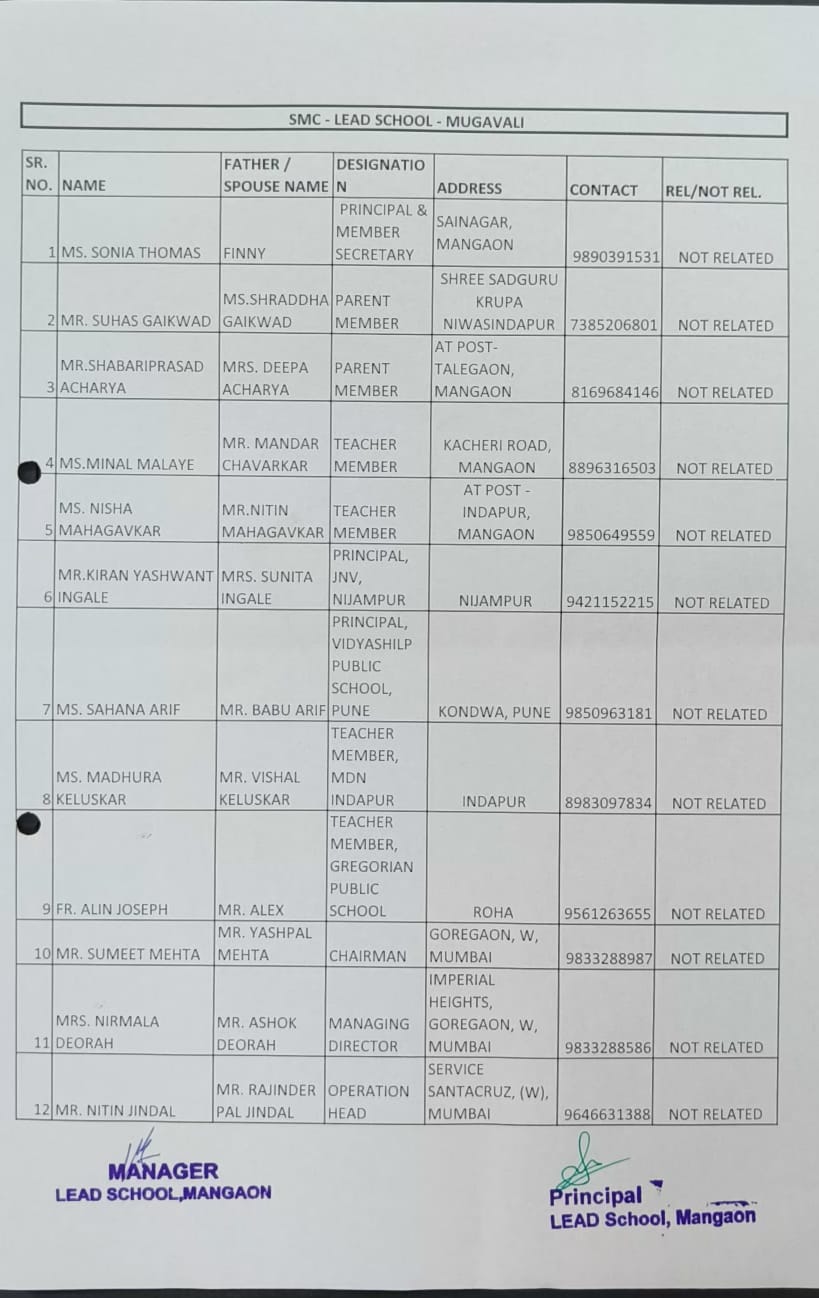 SMC - LEAD SCHOOL - MUGAVALI
SR. FATHER / DESIGNATIO
NO. NAME SPOUSE NAME N ADDRESS CONTACT REL/NOT REL.
PRINCIPAL &
MEMBER SAINAGAR,
1 MS. SONIA THOMAS FINNY SECRETARY MANGAON 9890391531 NOT RELATED
SHREE SADGURU
MS.SHRADDHA PARENT KRUPA
2 MR. SUHAS GAIKWAD GAIKWAD MEMBER NIWASINDAPUR 7385206801 NOT RELATED
AT POST-
MR.SHABARIPRASAD MRS. DEEPA PARENT TALEGAON,
3 ACHARYA ACHARYA MEMBER MANGAON 8169684146 NOT RELATED
MR. MANDAR TEACHER KACHERI ROAD,
4 MS.MINAL MALAYE CHAVARKAR MEMBER MANGAON 8896316503 NOT RELATED
AT POST -
MS. NISHA MR.NITIN TEACHER INDAPUR,
5 MAHAGAVKAR MAHAGAVKAR MEMBER MANGAON 9850649559 NOT RELATED
PRINCIPAL,
MR.KIRAN YASHWANT MRS. SUNITA JNV,
6 INGALE INGALE NIJAMPUR NIJAMPUR 9421152215 NOT RELATED
PRINCIPAL,
VIDYASHILP
PUBLIC
SCHOOL,
7 MS. SAHANA ARIF MR. BABU ARIF PUNE KONDWA, PUNE 9850963181 NOT RELATED
TEACHER
MEMBER,
MS. MADHURA MR. VISHAL MDN
8 KELUSKAR KELUSKAR INDAPUR INDAPUR 8983097834 NOT RELATED
TEACHER
MEMBER,
GREGORIAN
PUBLIC
9 FR. ALIN JOSEPH MR. ALEX SCHOOL ROHA 9561263655 NOT RELATED
MR. YASHPAL GOREGAON, W,
10 MR. SUMEET MEHTA MEHTA CHAIRMAN MUMBAI 9833288987 NOT RELATED
IMPERIAL
HEIGHTS,
MRS. NIRMALA MR. ASHOK MANAGING GOREGAON, W,
11 DEORAH DEORAH DIRECTOR MUMBAI 9833288586 NOT RELATED
SERVICE
MR. RAJINDER OPERATION SANTACRUZ, (W),
12 MR. NITIN JINDAL PAL JINDAL HEAD MUMBAI 9646631388 NOT RELATED
MANAGER
LEAD SCHOOL,MANGAON
Principal
LEAD School, Mangaon